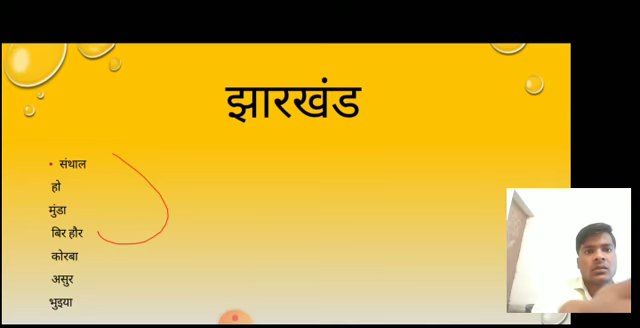 झारखंड
संथाल
हो
मुंडा
बिर हौर
कोरबा
असुर
भुइया